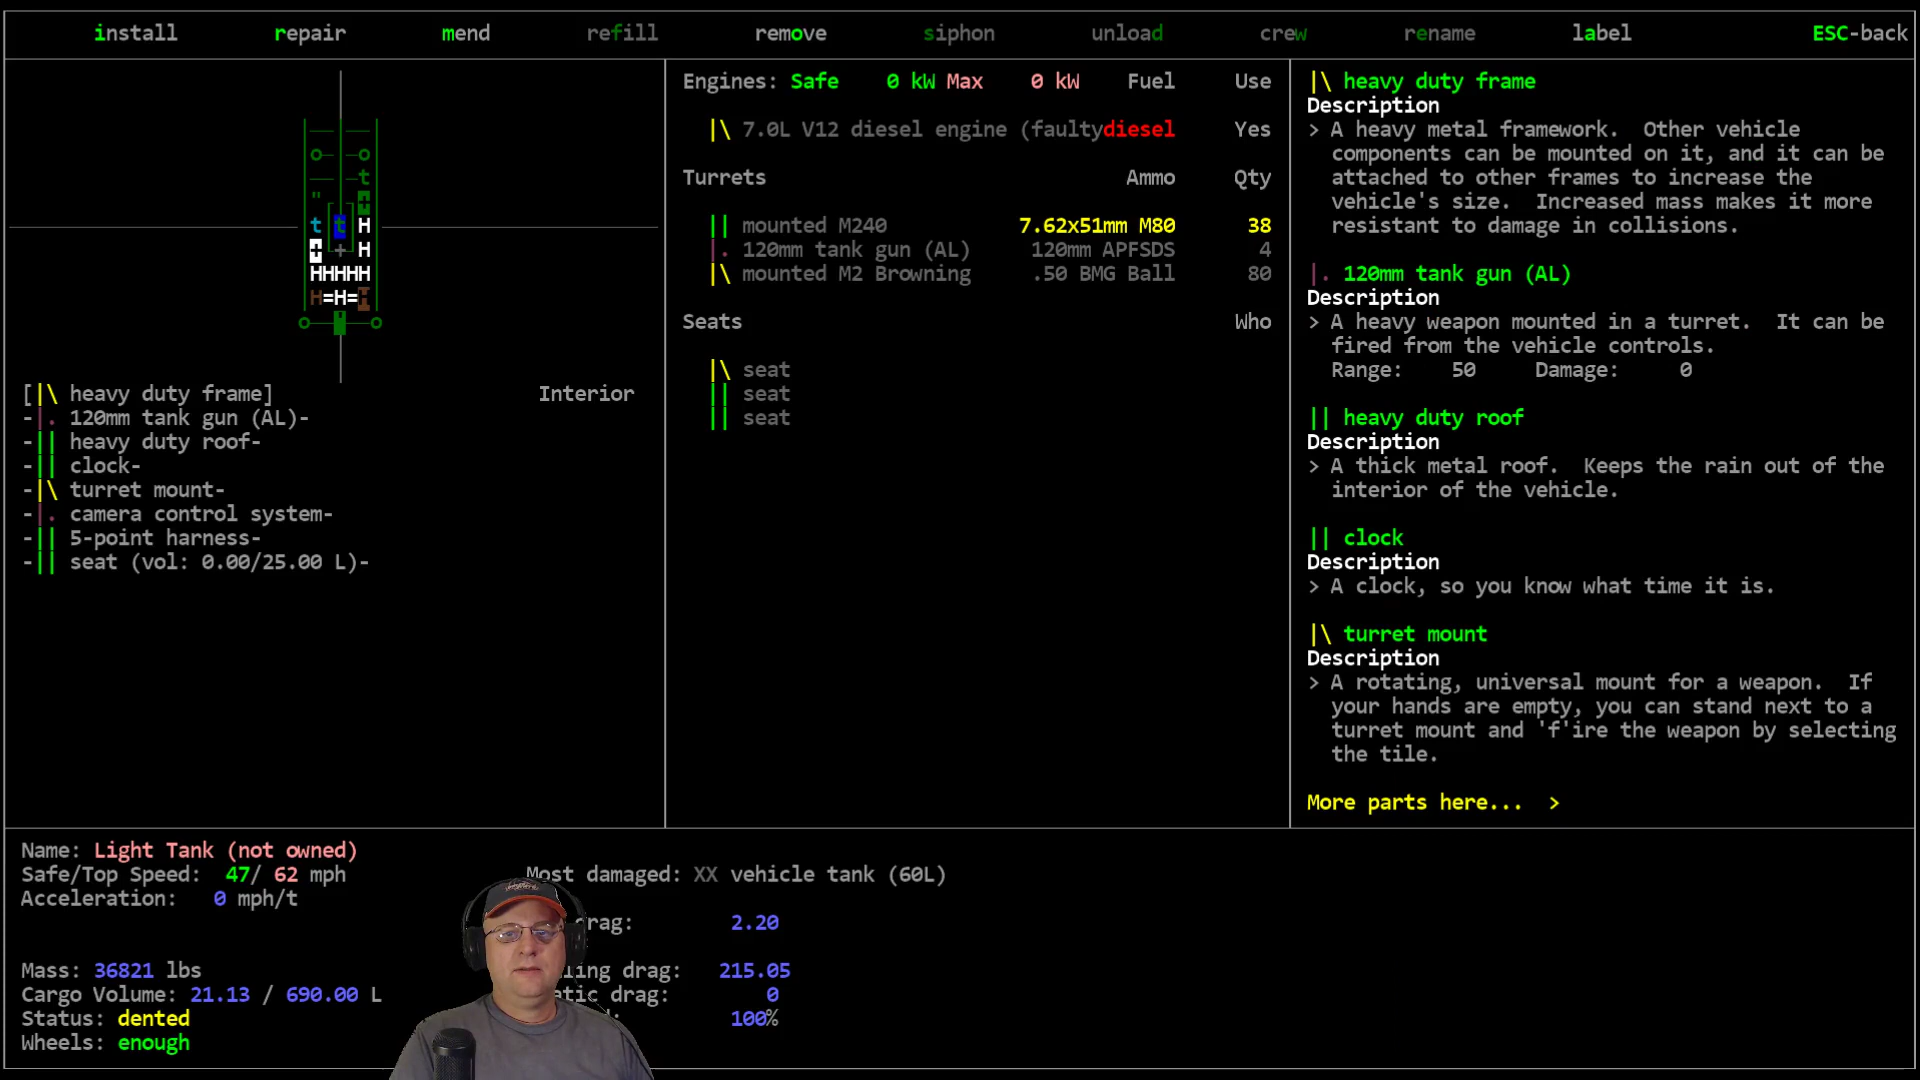 install repair mend refill remove siphon unload crew rename label ESC-back
[|\ heavy duty frame] Interior
-|. 120mm tank gun (AL)-
-|| heavy duty roof-
-|| clock-
-|\ turret mount-
-|. camera control system-
-|| 5-point harness-
-|| seat (vol: 0.00/25.00 L)-
Engines: Safe 0 kW Max 0 kW Fuel Use
|\ 7.0L V12 diesel engine (faultydiesel Yes
Turrets Ammo Qty
|| mounted M240 7.62x51mm M80 38
|. 120mm tank gun (AL) 120mm APFSDS 4
|\ mounted M2 Browning .50 BMG Ball 80
Seats Who
|\ seat
|| seat
|| seat
|\ heavy duty frame
Description
> A heavy metal framework. Other vehicle
components can be mounted on it, and it can be
attached to other frames to increase the
vehicle's size. Increased mass makes it more
resistant to damage in collisions.
|. 120mm tank gun (AL)
Description
> A heavy weapon mounted in a turret. It can be
fired from the vehicle controls.
Range: 50 Damage: 0
|| heavy duty roof
Description
> A thick metal roof. Keeps the rain out of the
interior of the vehicle.
|| clock
Description
> A clock, so you know what time it is.
|\ turret mount
Description
> A rotating, universal mount for a weapon. If
your hands are empty, you can stand next to a
turret mount and 'f'ire the weapon by selecting
the tile.
More parts here... >
Name: Light Tank (not owned)
Safe/Top Speed: 47/ 62 mph
Acceleration: 0 mph/t
Mass: 36821 lbs
Cargo Volume: 21.13 / 690.00 L
Status: dented
Wheels: enough
Most damaged: XX vehicle tank (60L)
drag: 2.20
drag: 215.05
drag: 0
100%